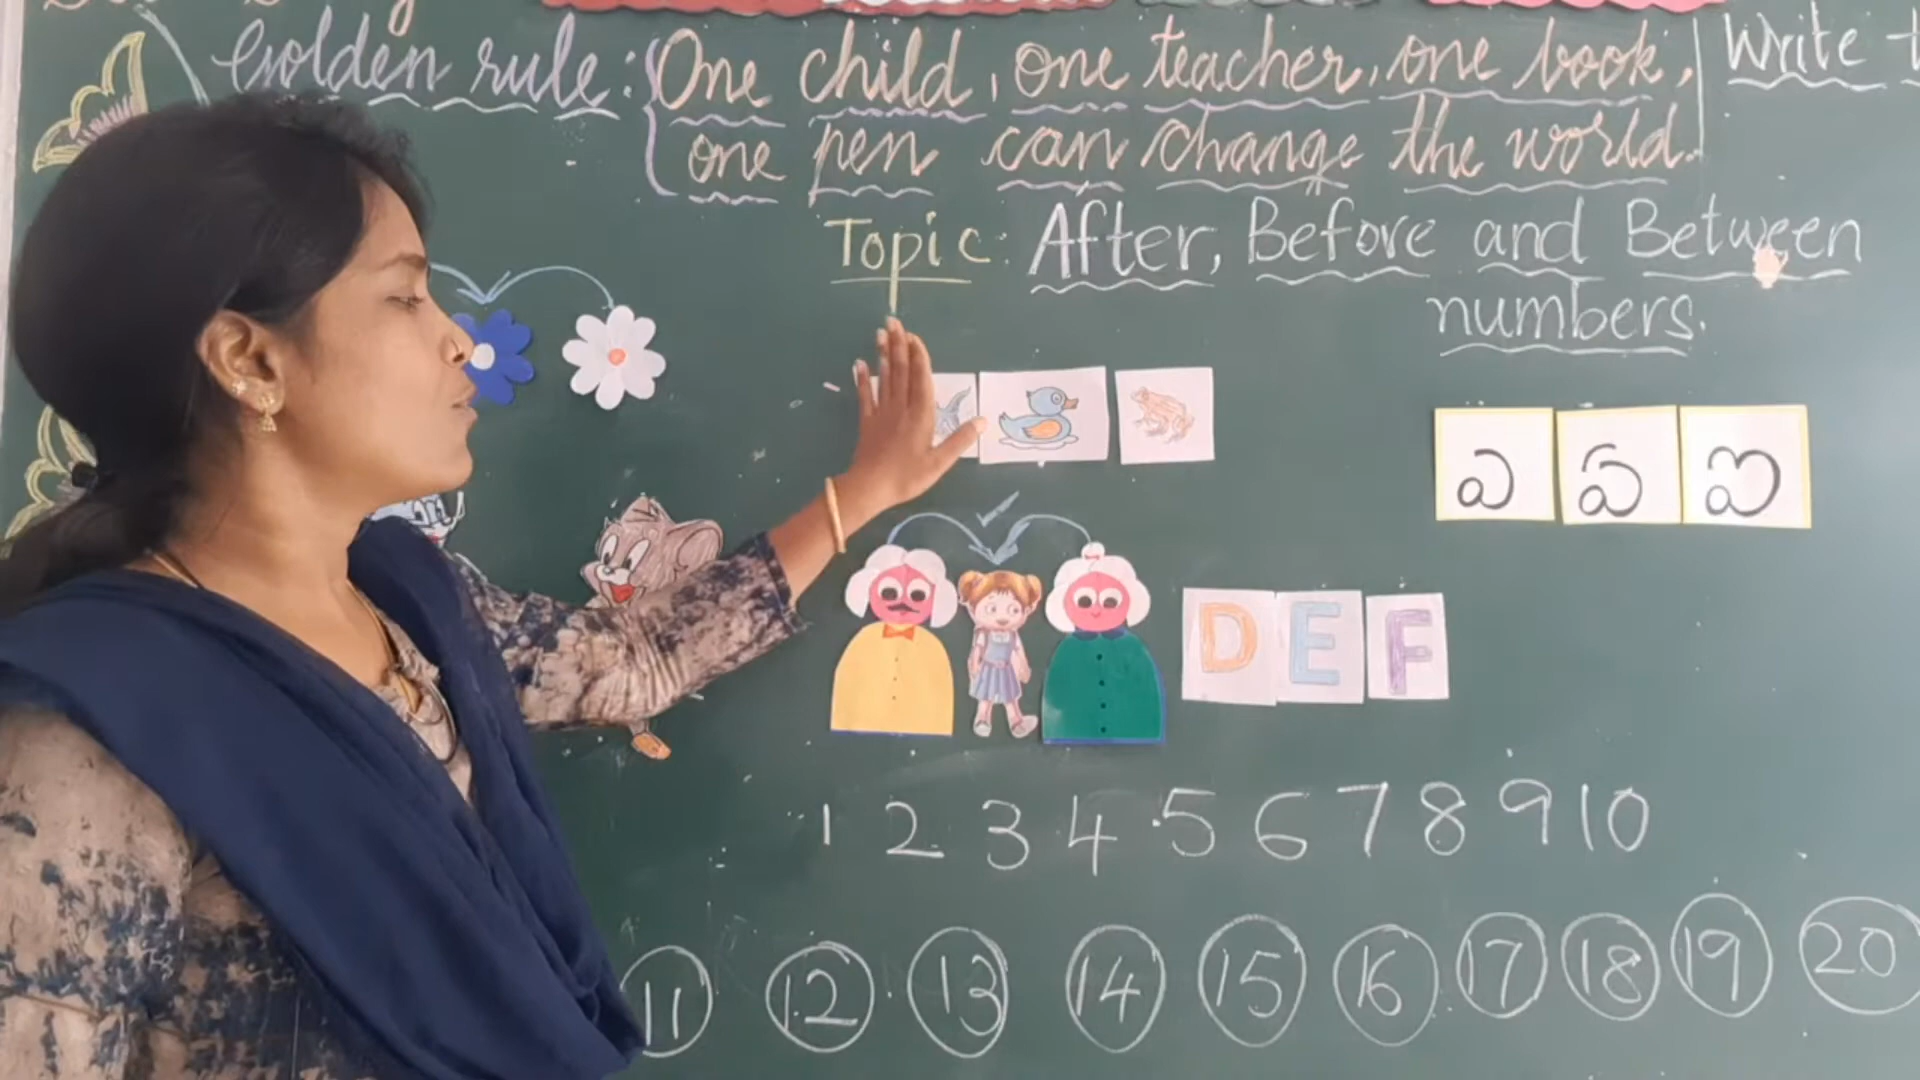 Golden rule: One child, one teacher, one book,
one pen can change the world.
Write
Topic: After, Before and Between
numbers.
ఎ ఏ ఐ
D E F
1 2 3 4 5 6 7 8 9 10
11 12 13 14 15 16 17 18 19 20